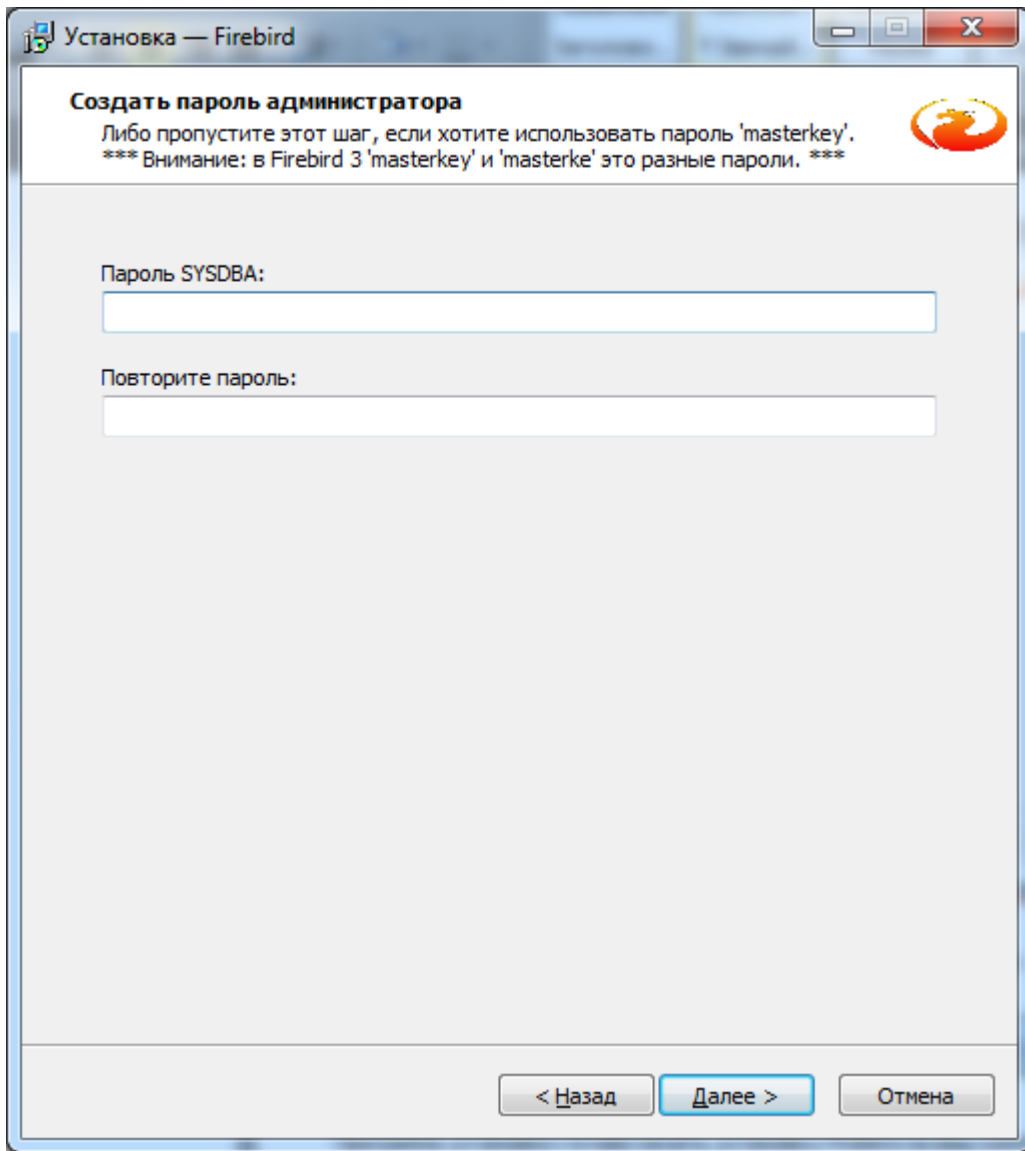 Установка — Firebird
Создать пароль администратора
Либо пропустите этот шаг, если хотите использовать пароль 'masterkey'.
*** Внимание: в Firebird 3 'masterkey' и 'masterke' это разные пароли. ***
Пароль SYSDBA:
Повторите пароль:
< Назад
Далее >
Отмена